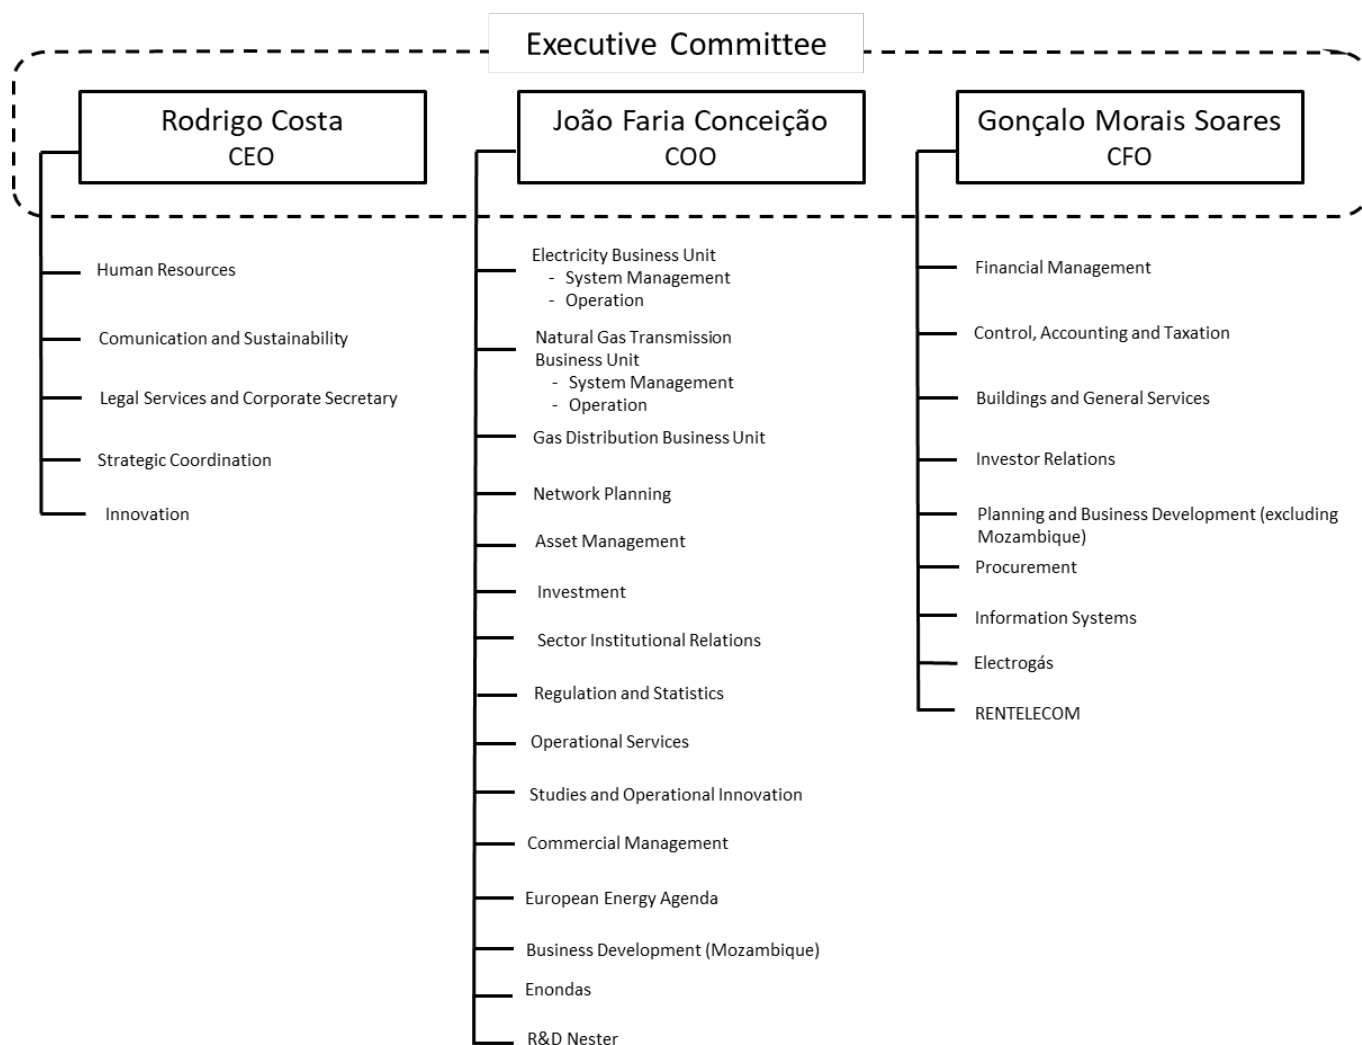 Executive Committee
Rodrigo Costa
CEO
Human Resources
Comunication and Sustainability
Legal Services and Corporate Secretary
Strategic Coordination
Innovation
João Faria Conceição
COO
Electricity Business Unit
- System Management
- Operation
Natural Gas Transmission
Business Unit
- System Management
- Operation
Gas Distribution Business Unit
Network Planning
Asset Management
Investment
Sector Institutional Relations
Regulation and Statistics
Operational Services
Studies and Operational Innovation
Commercial Management
European Energy Agenda
Business Development (Mozambique)
Enondas
R&D Nester
Gonçalo Morais Soares
CFO
Financial Management
Control, Accounting and Taxation
Buildings and General Services
Investor Relations
Planning and Business Development (excluding
Mozambique)
Procurement
Information Systems
Electrogás
RENTELECOM